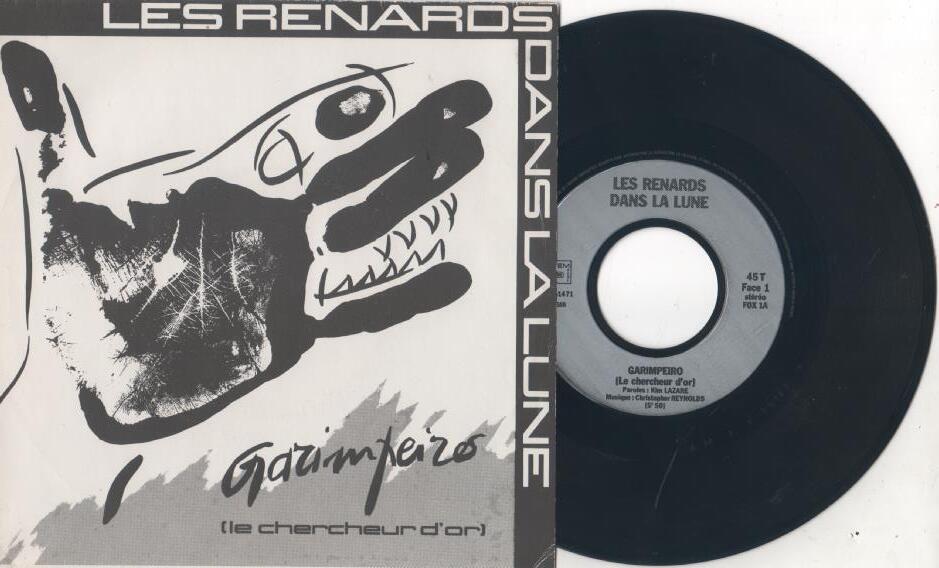 LES RENARDS
DANS LA LUNE
Garimpeiro
(le chercheur d'or)
LES RENARDS
DANS LA LUNE
45 T
Face 1
stéréo
FOX 1A
GARIMPEIRO
(Le chercheur d'or)
Paroles : Kim LAZARE
Musique : Christopher REYNOLDS
(5'50)